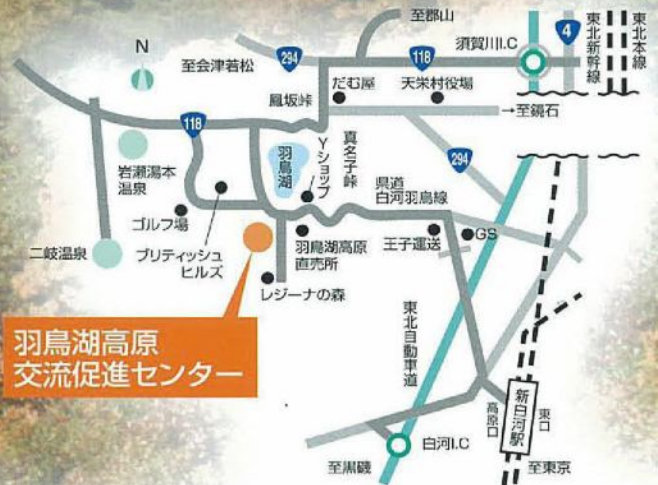 至郡山
須賀川I.C
4
東北新幹線
東北本線
N
至会津若松
294
118
鳳坂峠
だむ屋
天栄村役場
→至鏡石
118
岩瀬湯本
温泉
羽鳥湖
Yショップ
真名子峠
294
県道
白河羽鳥線
ゴルフ場
二岐温泉
ブリティッシュ
ヒルズ
羽鳥湖高原
直売所
王子運送
GS
レジーナの森
羽鳥湖高原
交流促進センター
東北自動車道
新白河駅
高原口
東口
白河I.C
至黒磯
至東京